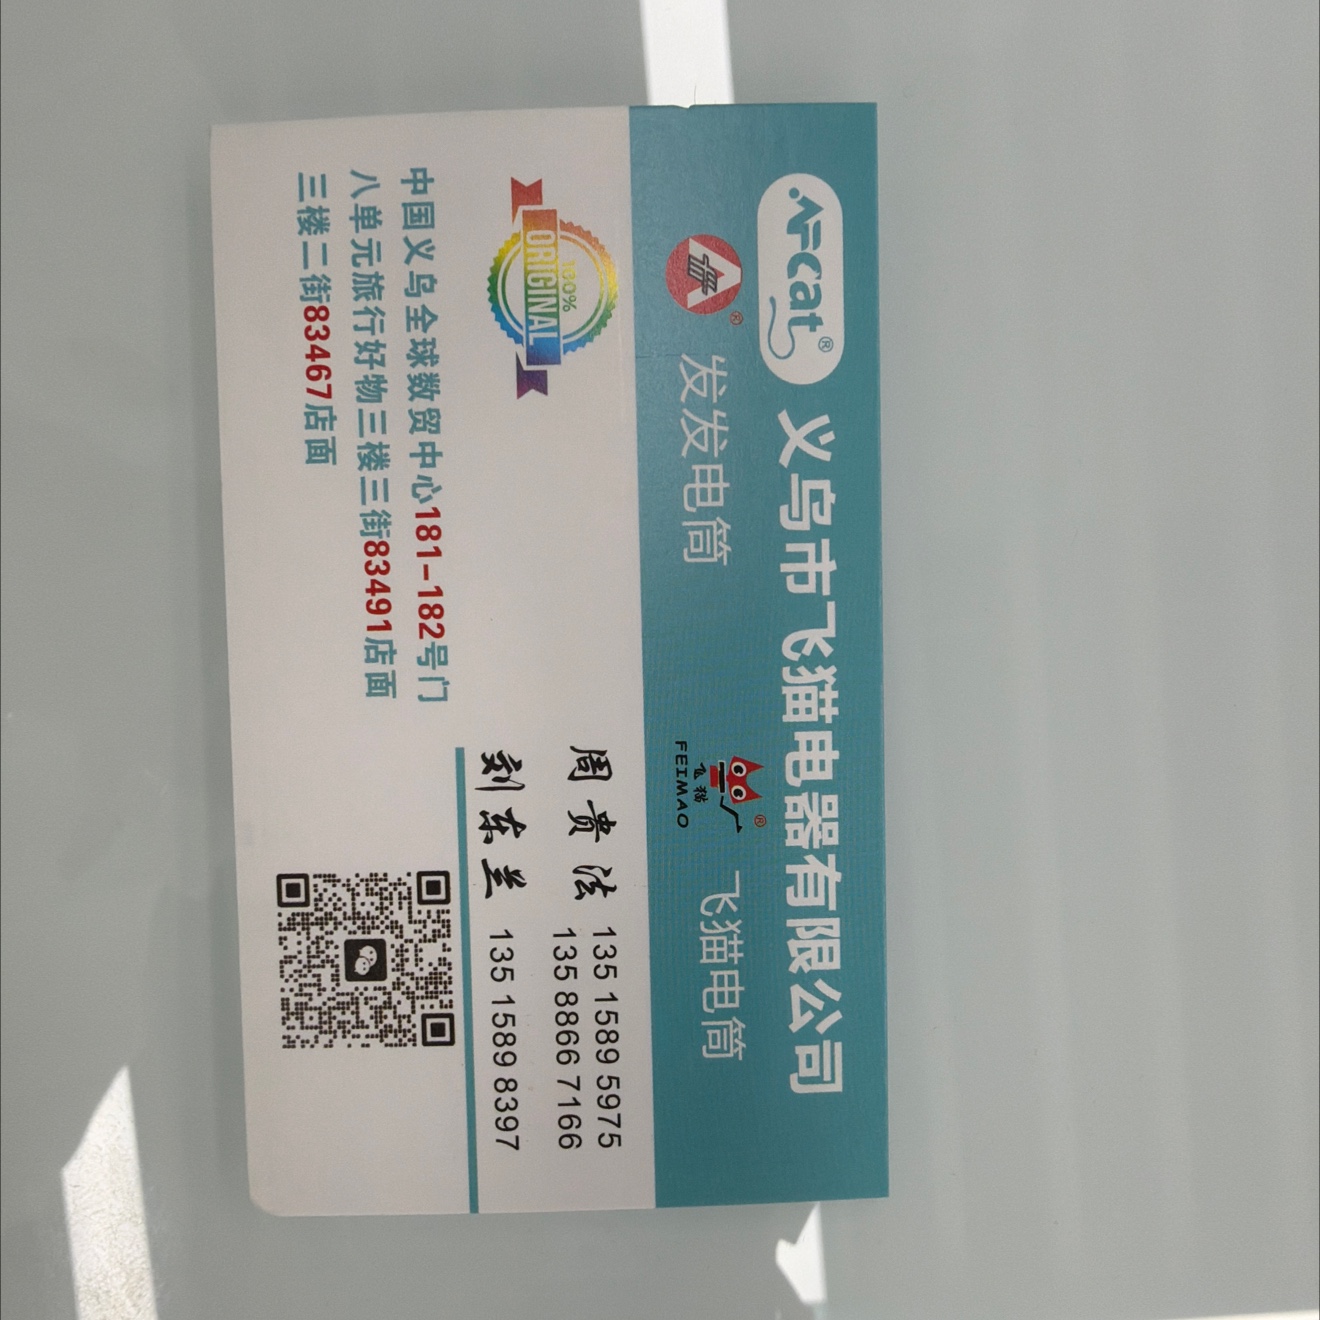 AFCat® 义乌市飞猫电器有限公司
® 发发电筒
® 飞猫 FEIMAO 飞猫电筒
100%
ORIGINAL
周贵法 135 1589 5975
135 8866 7166
刘东兰 135 1589 8397
中国义乌全球数贸中心181-182号门
八单元旅行好物三楼三街83491店面
三楼二街83467店面